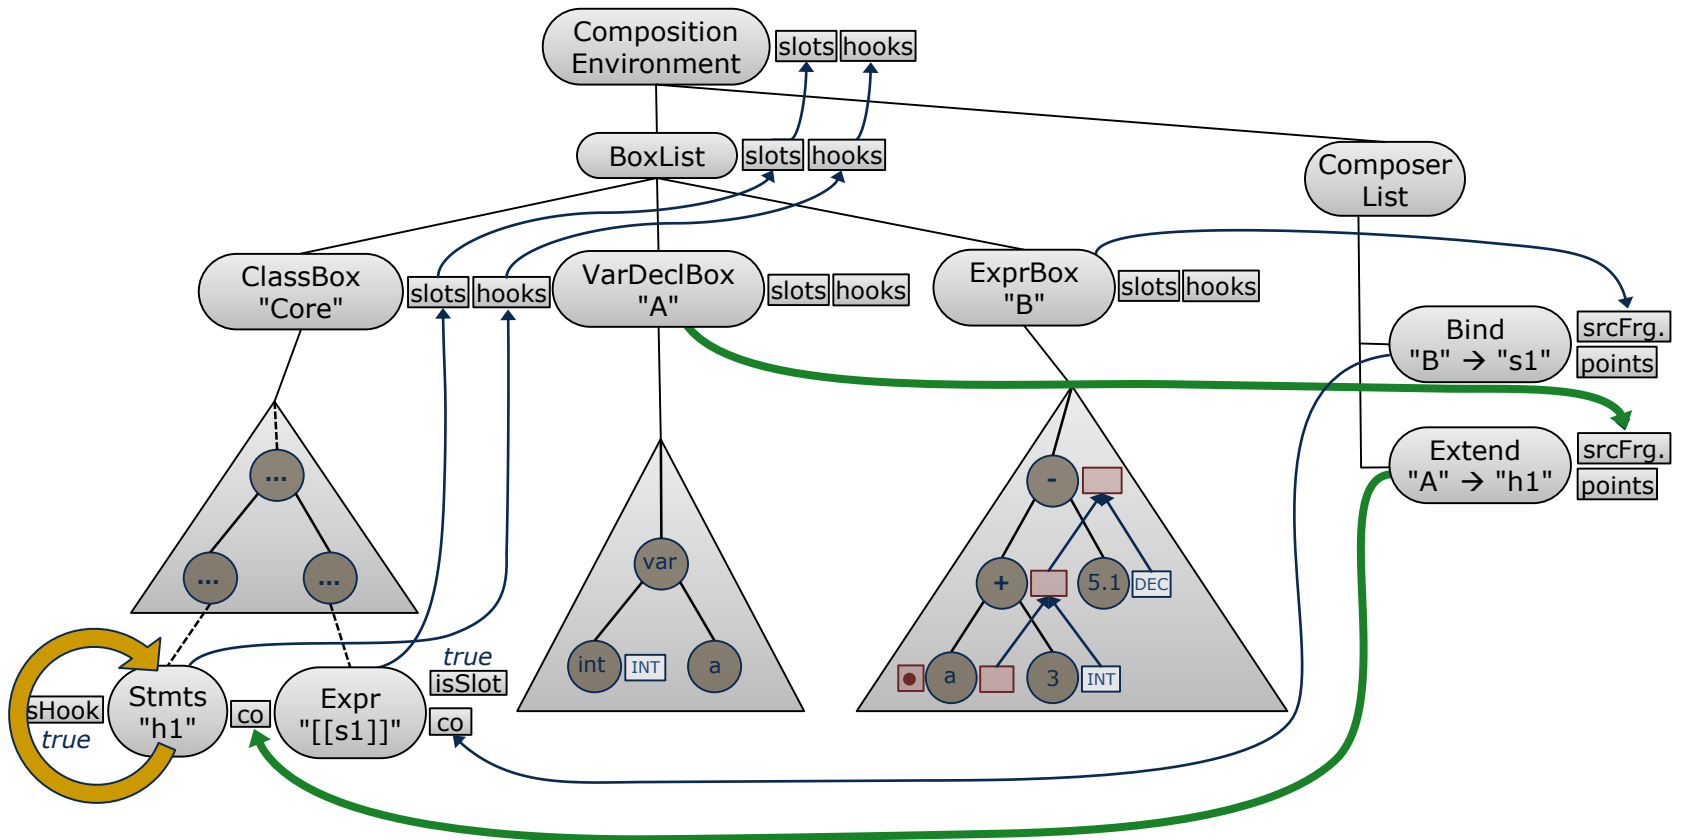 Composition
Environment
slots hooks
BoxList
slots hooks
Composer
List
ClassBox
"Core"
slots hooks
VarDeclBox
"A"
slots hooks
ExprBox
"B"
slots hooks
Bind
"B" → "s1"
srcFrg.
points
Extend
"A" → "h1"
srcFrg.
points
...
... ...
var
int INT a
-
+ 5.1 DEC
a 3 INT
sHook
true
Stmts
"h1"
co
Expr
"[[s1]]"
true
isSlot
co